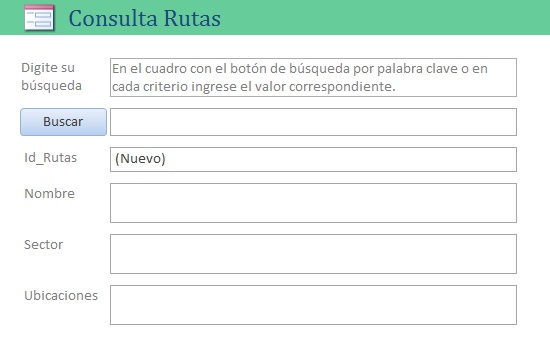 Consulta Rutas
Digite su
búsqueda
En el cuadro con el botón de búsqueda por palabra clave o en
cada criterio ingrese el valor correspondiente.
Buscar
Id_Rutas
(Nuevo)
Nombre
Sector
Ubicaciones